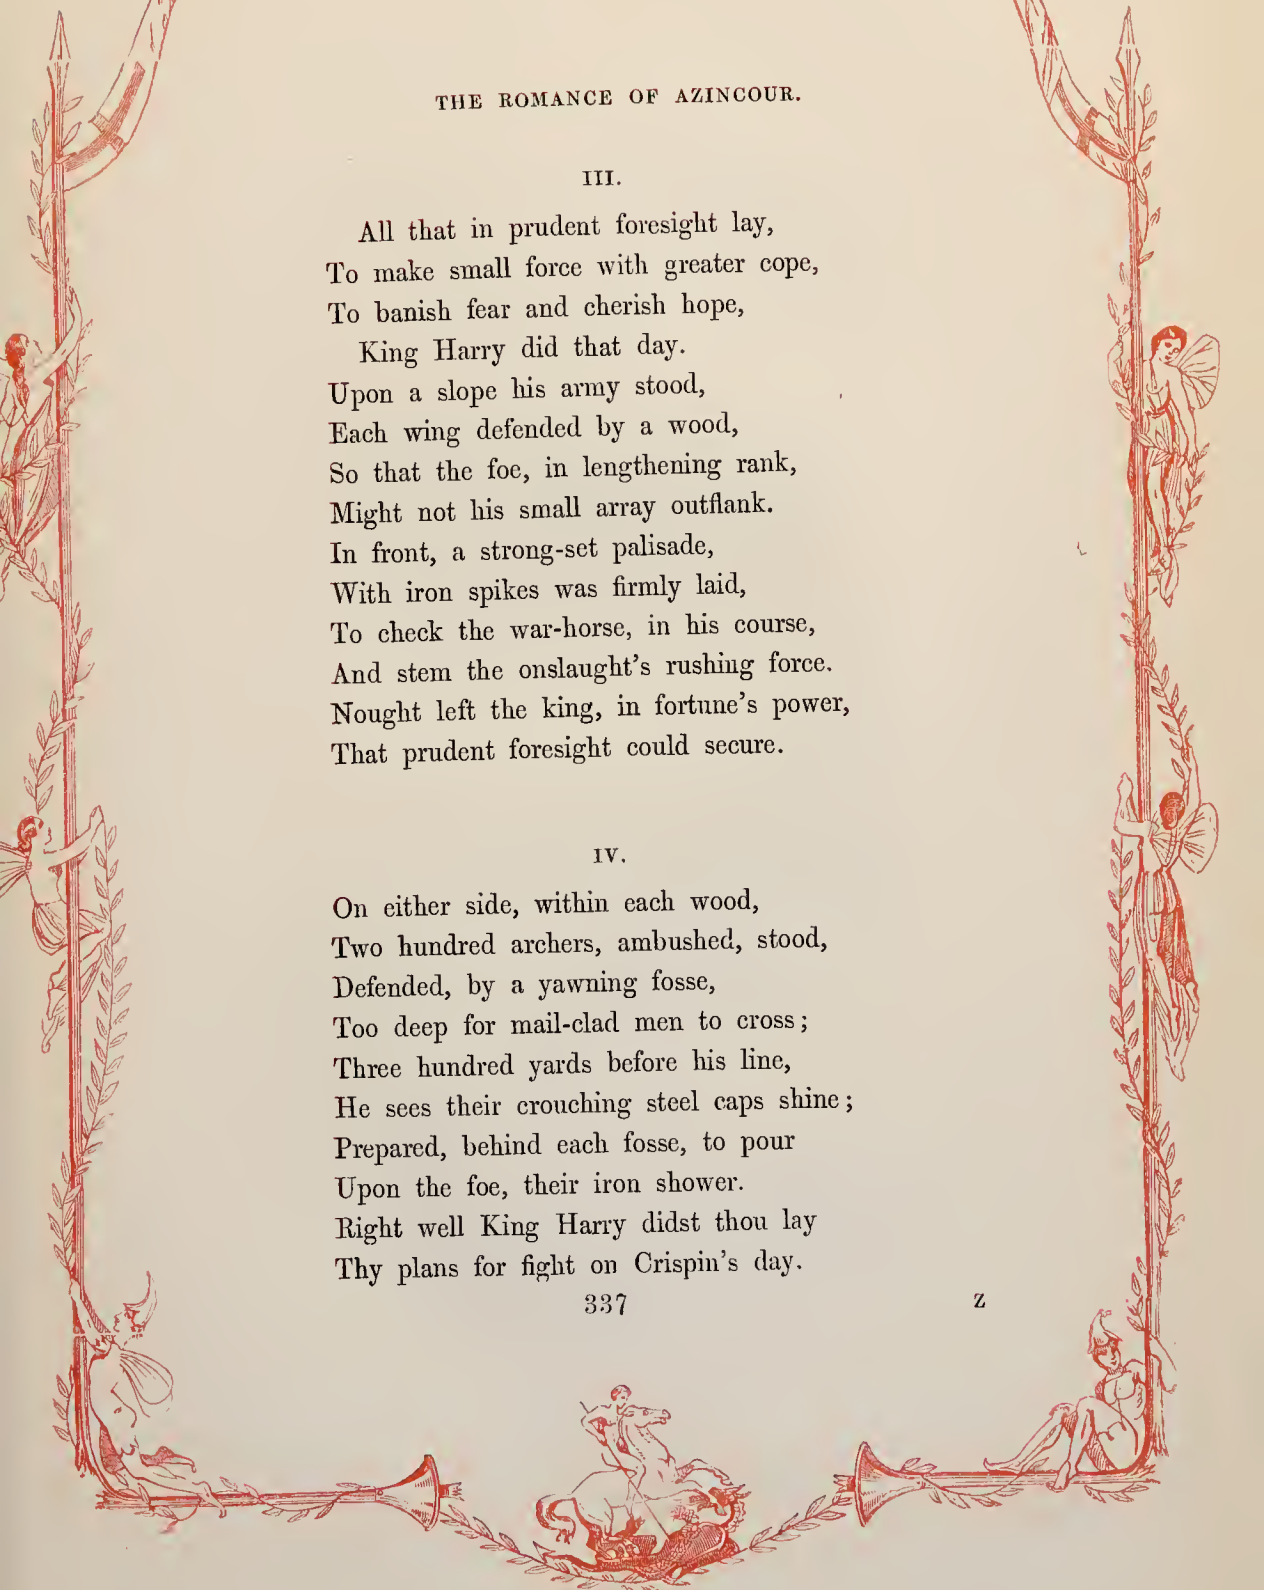 THE ROMANCE OF AZINCOUR.
III.
All that in prudent foresight lay,
To make small force with greater cope,
To banish fear and cherish hope,
King Harry did that day.
Upon a slope his army stood,
Each wing defended by a wood,
So that the foe, in lengthening rank,
Might not his small array outflank.
In front, a strong-set palisade,
With iron spikes was firmly laid,
To check the war-horse, in his course,
And stem the onslaught's rushing force.
Nought left the king, in fortune's power,
That prudent foresight could secure.
IV.
On either side, within each wood,
Two hundred archers, ambushed, stood,
Defended, by a yawning fosse,
Too deep for mail-clad men to cross;
Three hundred yards before his line,
He sees their crouching steel caps shine;
Prepared, behind each fosse, to pour
Upon the foe, their iron shower.
Right well King Harry didst thou lay
Thy plans for fight on Crispin's day.
337 Z